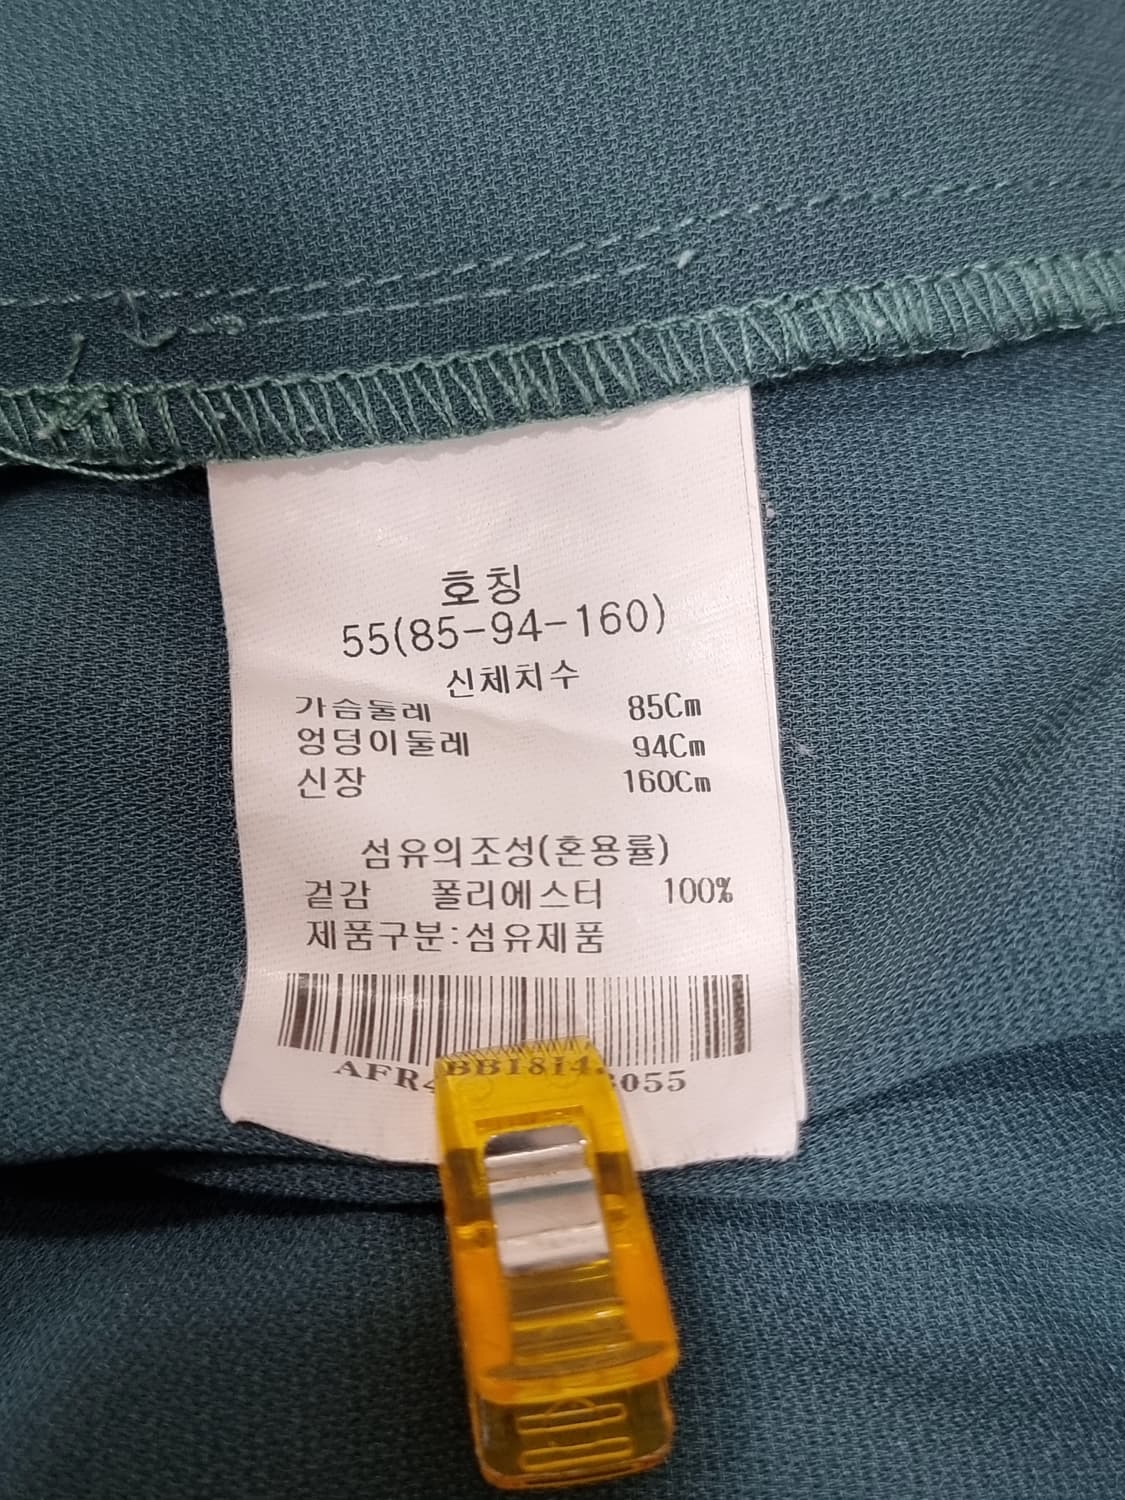 호칭
55(85-94-160)
신체치수
가슴둘레 85Cm
엉덩이둘레 94Cm
신장 160Cm
섬유의조성(혼용률)
겉감 폴리에스터 100%
제품구분:섬유제품